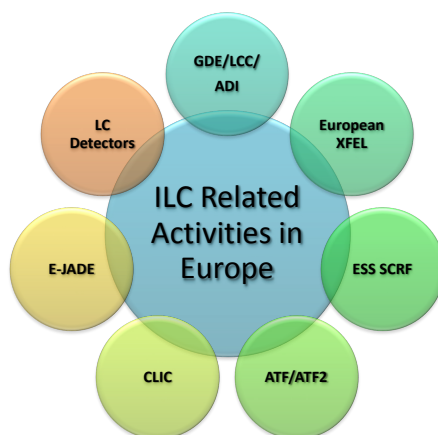 GDE/LCC/
ADI
LC
Detectors
European
XFEL
ILC Related
Activities in
Europe
E-JADE
ESS SCRF
CLIC
ATF/ATF2